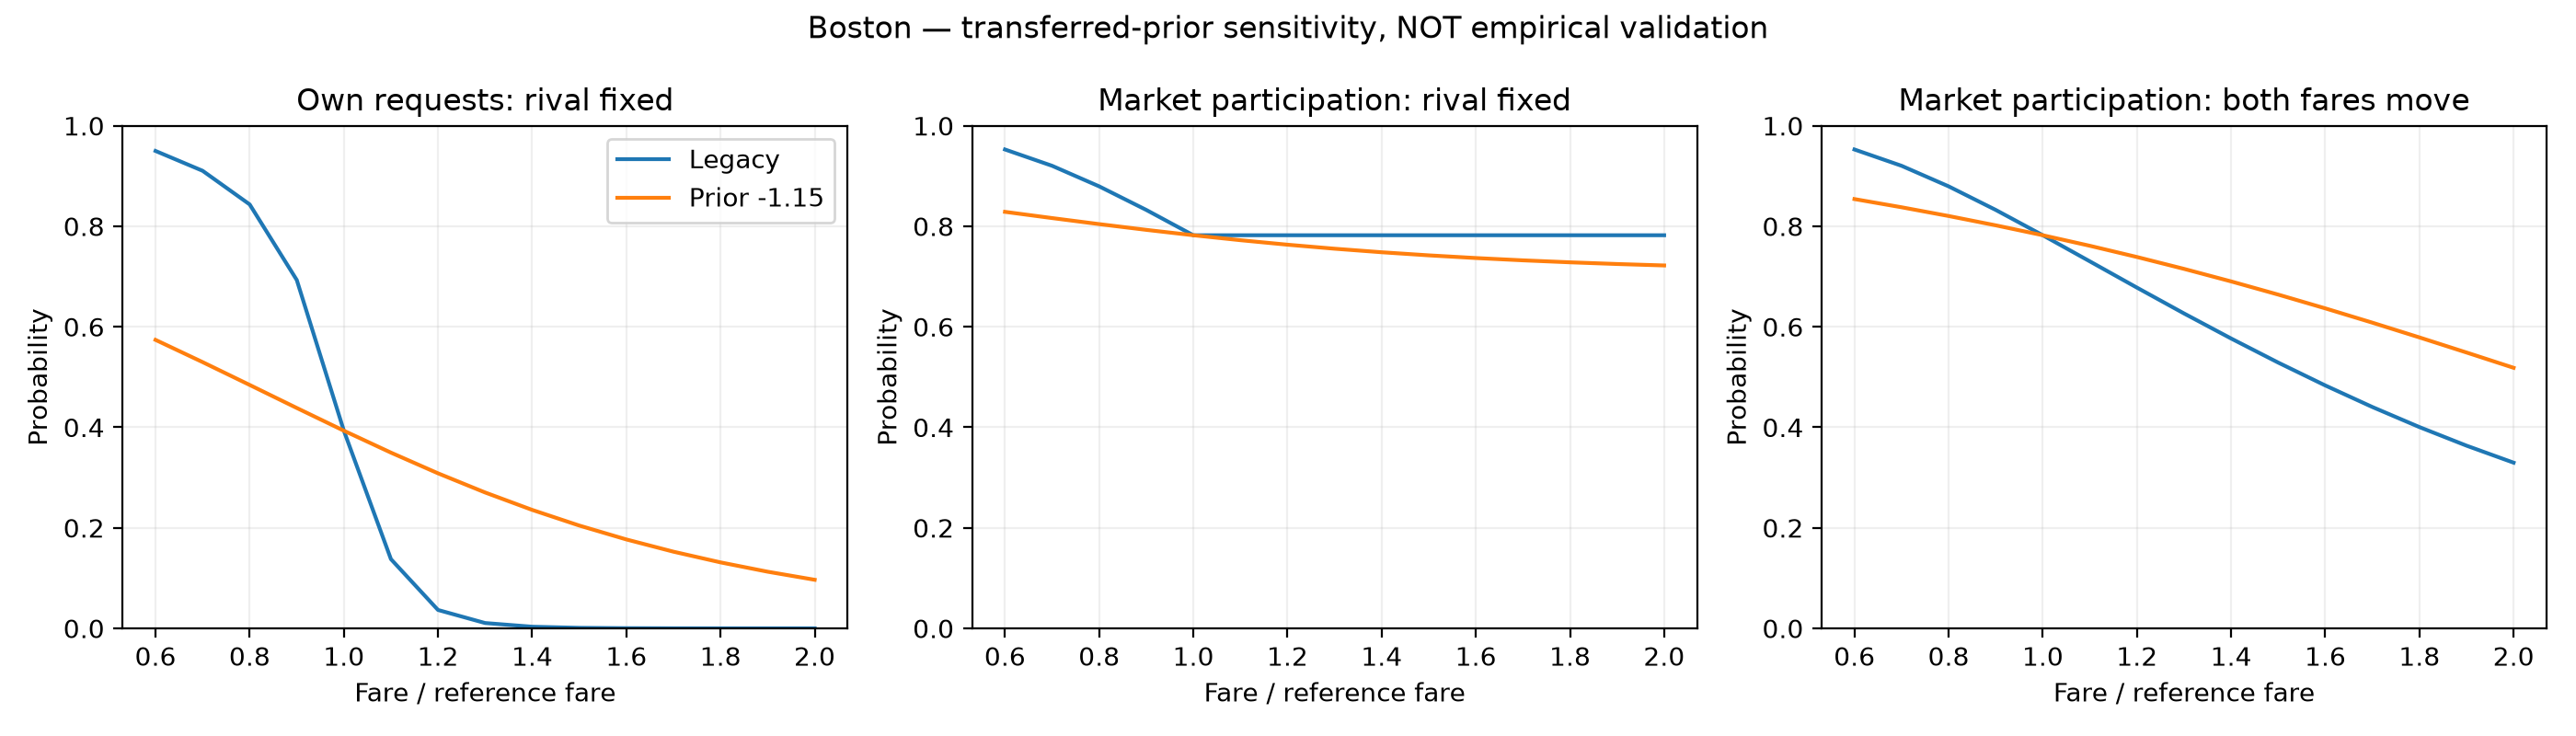 Boston — transferred-prior sensitivity, NOT empirical validation
Own requests: rival fixed
1.0
0.8
0.6
0.4
0.2
0.0
Probability
Legacy
Prior -1.15
0.6 0.8 1.0 1.2 1.4 1.6 1.8 2.0
Fare / reference fare
Market participation: rival fixed
1.0
0.8
0.6
0.4
0.2
0.0
Probability
0.6 0.8 1.0 1.2 1.4 1.6 1.8 2.0
Fare / reference fare
Market participation: both fares move
1.0
0.8
0.6
0.4
0.2
0.0
Probability
0.6 0.8 1.0 1.2 1.4 1.6 1.8 2.0
Fare / reference fare